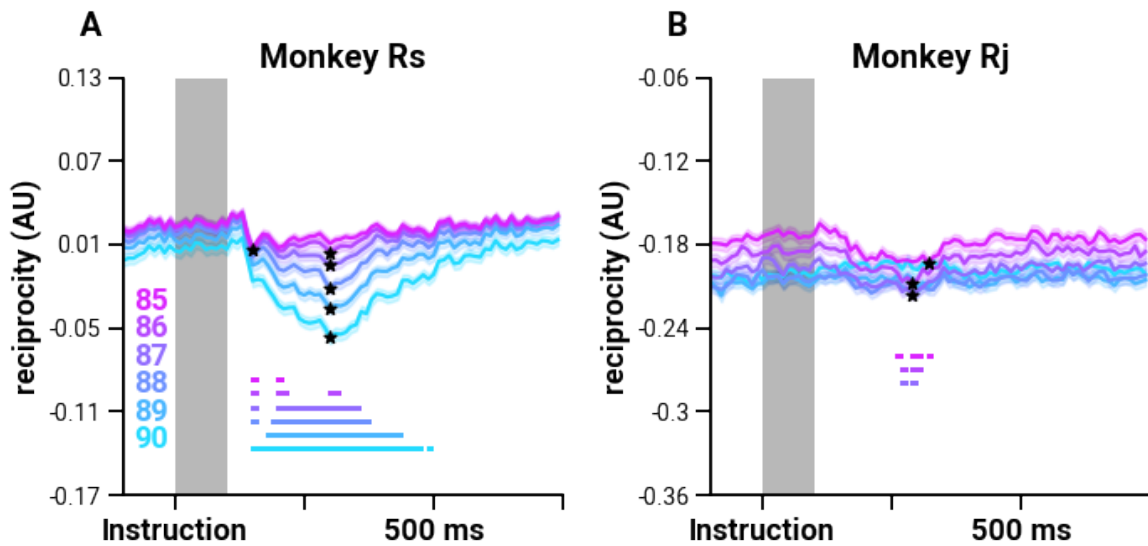 A
Monkey Rs
reciprocity (AU)
0.13
0.07
0.01
-0.05
-0.11
-0.17
85
86
87
88
89
90
Instruction
500 ms
B
Monkey Rj
reciprocity (AU)
-0.06
-0.12
-0.18
-0.24
-0.3
-0.36
Instruction
500 ms